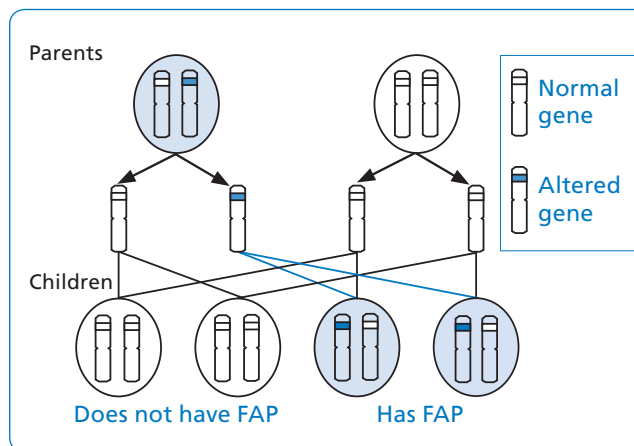 Parents
Normal
gene
Altered
gene
Children
Does not have FAP
Has FAP